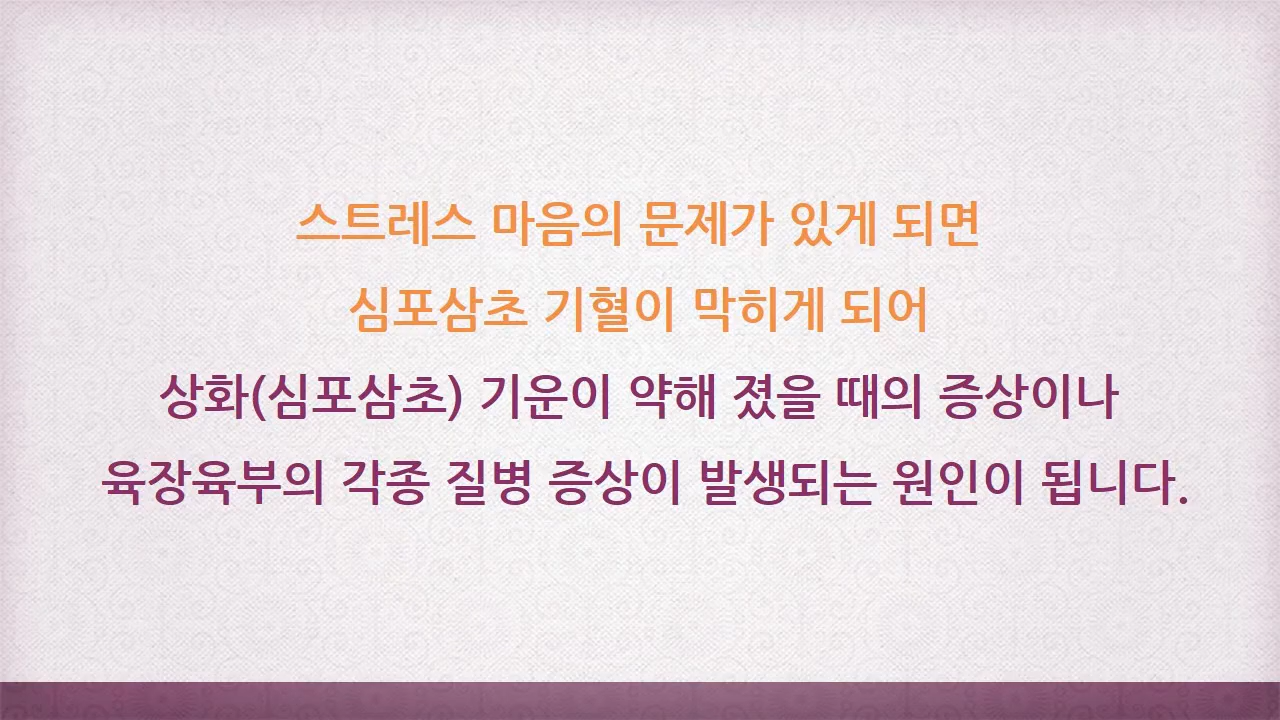 스트레스 마음의 문제가 있게 되면
심포삼초 기혈이 막히게 되어
상화(심포삼초) 기운이 약해 졌을 때의 증상이나
육장육부의 각종 질병 증상이 발생되는 원인이 됩니다.